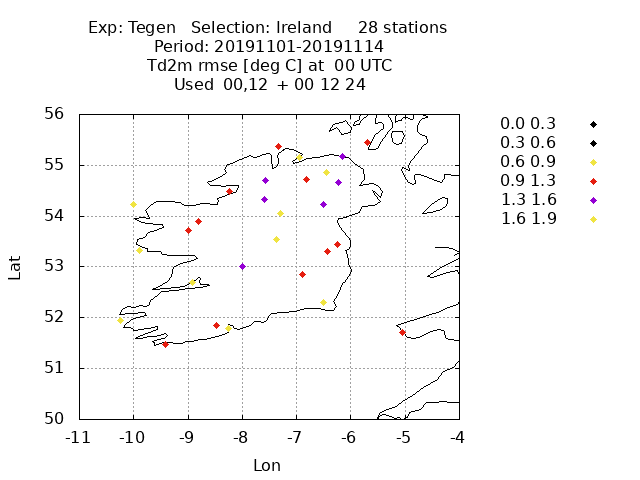 Exp: Tegen Selection: Ireland 28 stations
Period: 20191101-20191114
Td2m rmse [deg C] at 00 UTC
Used 00,12 + 00 12 24
56
55
54
53
52
51
50
-11 -10 -9 -8 -7 -6 -5 -4
Lat
Lon
0.0 0.3
0.3 0.6
0.6 0.9
0.9 1.3
1.3 1.6
1.6 1.9